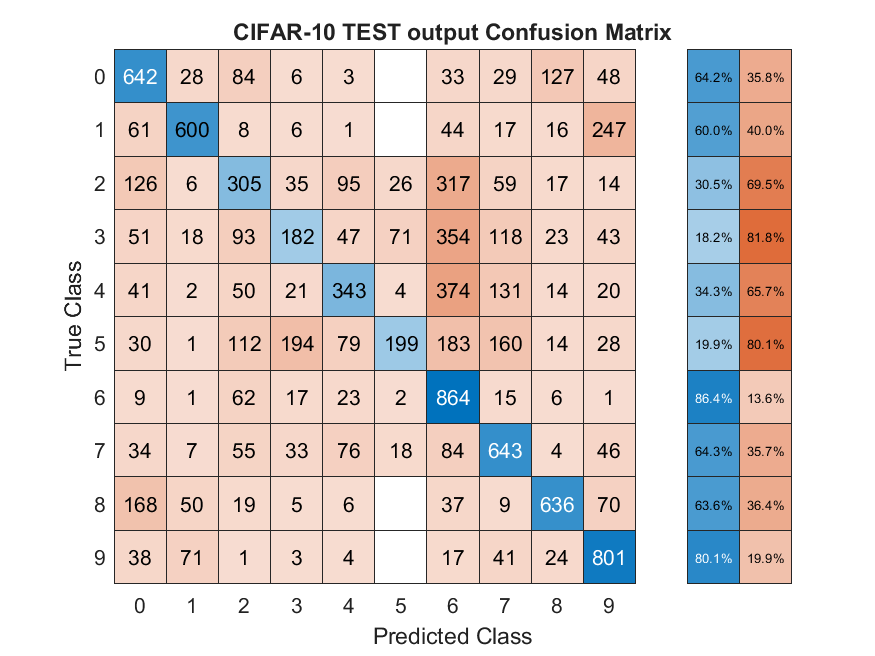 CIFAR-10 TEST output Confusion Matrix
0 642 28 84 6 3 33 29 127 48 64.2% 35.8%
1 61 600 8 6 1 44 17 16 247 60.0% 40.0%
2 126 6 305 35 95 26 317 59 17 14 30.5% 69.5%
3 51 18 93 182 47 71 354 118 23 43 18.2% 81.8%
4 41 2 50 21 343 4 374 131 14 20 34.3% 65.7%
5 30 1 112 194 79 199 183 160 14 28 19.9% 80.1%
6 9 1 62 17 23 2 864 15 6 1 86.4% 13.6%
7 34 7 55 33 76 18 84 643 4 46 64.3% 35.7%
8 168 50 19 5 6 37 9 636 70 63.6% 36.4%
9 38 71 1 3 4 17 41 24 801 80.1% 19.9%
0 1 2 3 4 5 6 7 8 9
Predicted Class
True Class